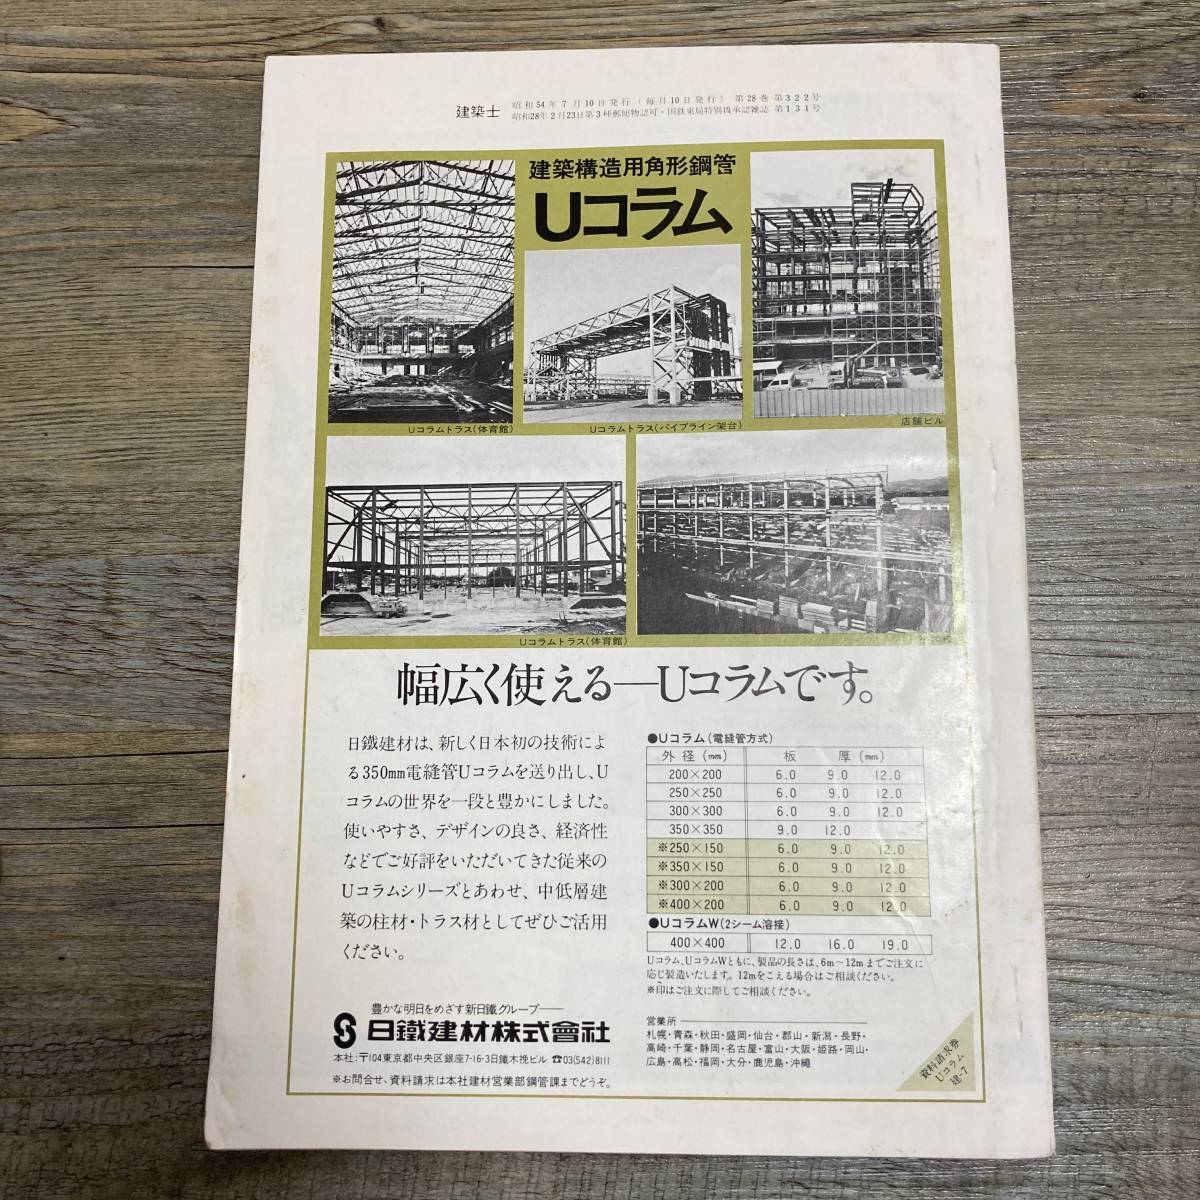 建築士
昭和54年7月10日発行(毎月10日発行) 第28巻 第322号
昭和28年2月23日第3種郵便物認可・国鉄東局特別扱承認雑誌 第131号
建築構造用角形鋼管
Uコラム
Uコラムトラス(体育館)
Uコラムトラス(パイプライン架台)
店舗ビル
Uコラムトラス(体育館)
幅広く使える―Uコラムです。
日鐵建材は、新しく日本初の技術によ
る350mm電縫管Uコラムを送り出し、U
コラムの世界を一段と豊かにしました。
使いやすさ、デザインの良さ、経済性
などでご好評をいただいてきた従来の
Uコラムシリーズとあわせ、中低層建
築の柱材・トラス材としてぜひご活用
ください。
●Uコラム(電縫管方式)
外径(mm) 板厚(mm)
200×200 6.0 9.0 12.0
250×250 6.0 9.0 12.0
300×300 6.0 9.0 12.0
350×350 9.0 12.0 —
※250×150 6.0 9.0 12.0
※350×150 6.0 9.0 12.0
※300×200 6.0 9.0 12.0
※400×200 6.0 9.0 12.0
●UコラムW(2シーム溶接)
400×400 12.0 16.0 19.0
Uコラム、UコラムWともに、製品の長さは、6m〜12mまでご注文に
応じ製造いたします。12mをこえる場合はご相談ください。
※印はご注文に際してご相談ください。
豊かな明日をめざす新日鐵グループ―
日鐵建材株式會社
本社:〒104東京都中央区銀座7-16-3日鐵木挽ビル ☎03(542)8111
※お問合せ、資料請求は本社建材営業部鋼管課までどうぞ。
営業所
札幌・青森・秋田・盛岡・仙台・郡山・新潟・長野・
高崎・千葉・静岡・名古屋・富山・大阪・姫路・岡山・
広島・高松・福岡・大分・鹿児島・沖縄
資料請求券
Uコラム
建-7